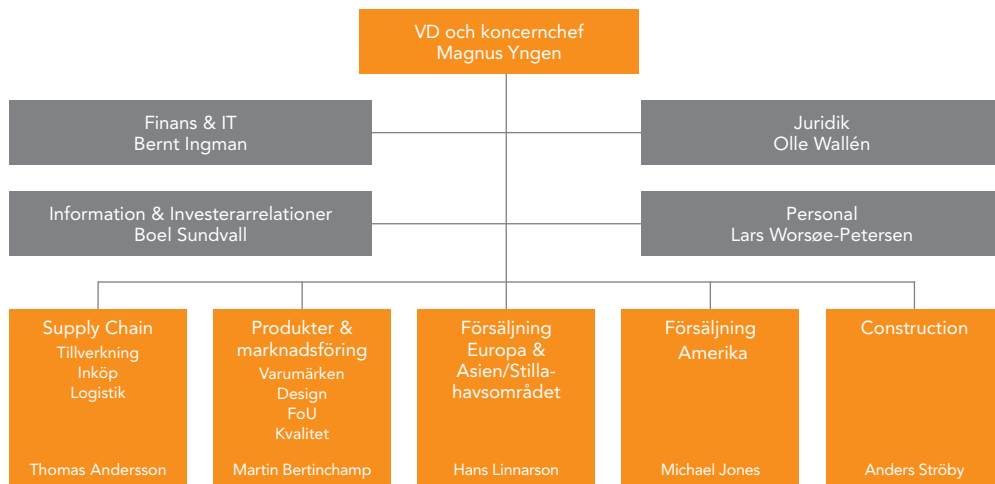 VD och koncernchef
Magnus Yngen
Finans & IT
Bernt Ingman
Juridik
Olle Wallén
Information & Investerarrelationer
Boel Sundvall
Personal
Lars Worsøe-Petersen
Supply Chain
Tillverkning
Inköp
Logistik
Thomas Andersson
Produkter &
marknadsföring
Varumärken
Design
FoU
Kvalitet
Martin Bertinchamp
Försäljning
Europa &
Asien/Stilla-
havsområdet
Hans Linnarson
Försäljning
Amerika
Michael Jones
Construction
Anders Ströby